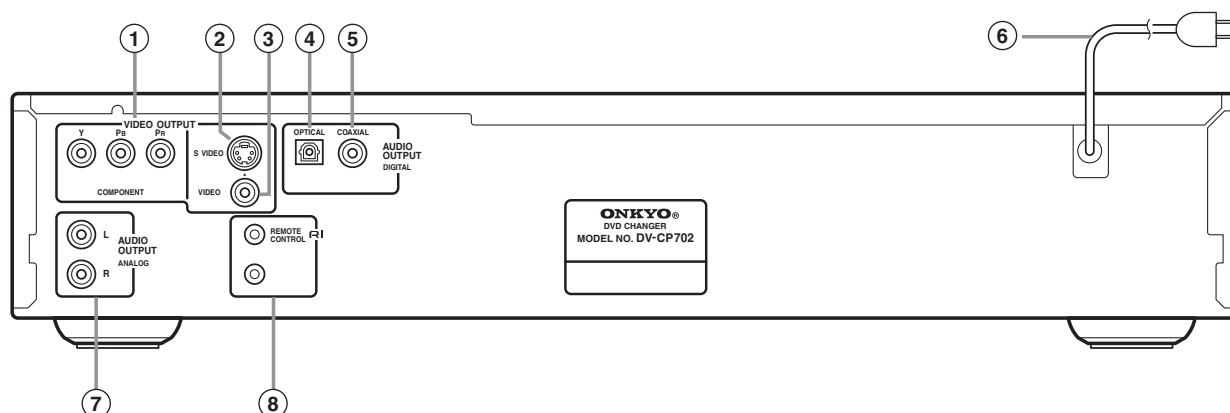 1 2 3 4 5 6
VIDEO OUTPUT
Y PB PR
S VIDEO
COMPONENT
VIDEO
OPTICAL COAXIAL
AUDIO
OUTPUT
DIGITAL
L
R
AUDIO
OUTPUT
ANALOG
REMOTE
CONTROL RI
ONKYO®
DVD CHANGER
MODEL NO. DV-CP702
7 8